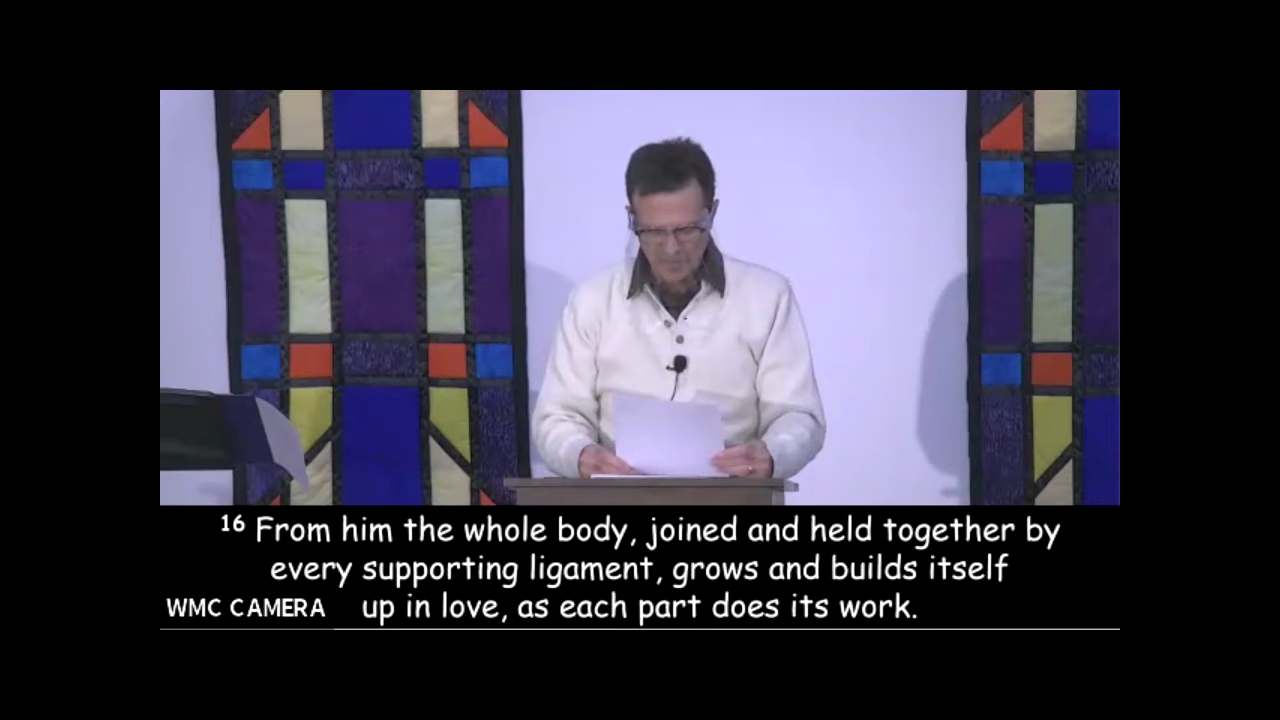 ¹⁶ From him the whole body, joined and held together by
every supporting ligament, grows and builds itself
up in love, as each part does its work.
WMC CAMERA